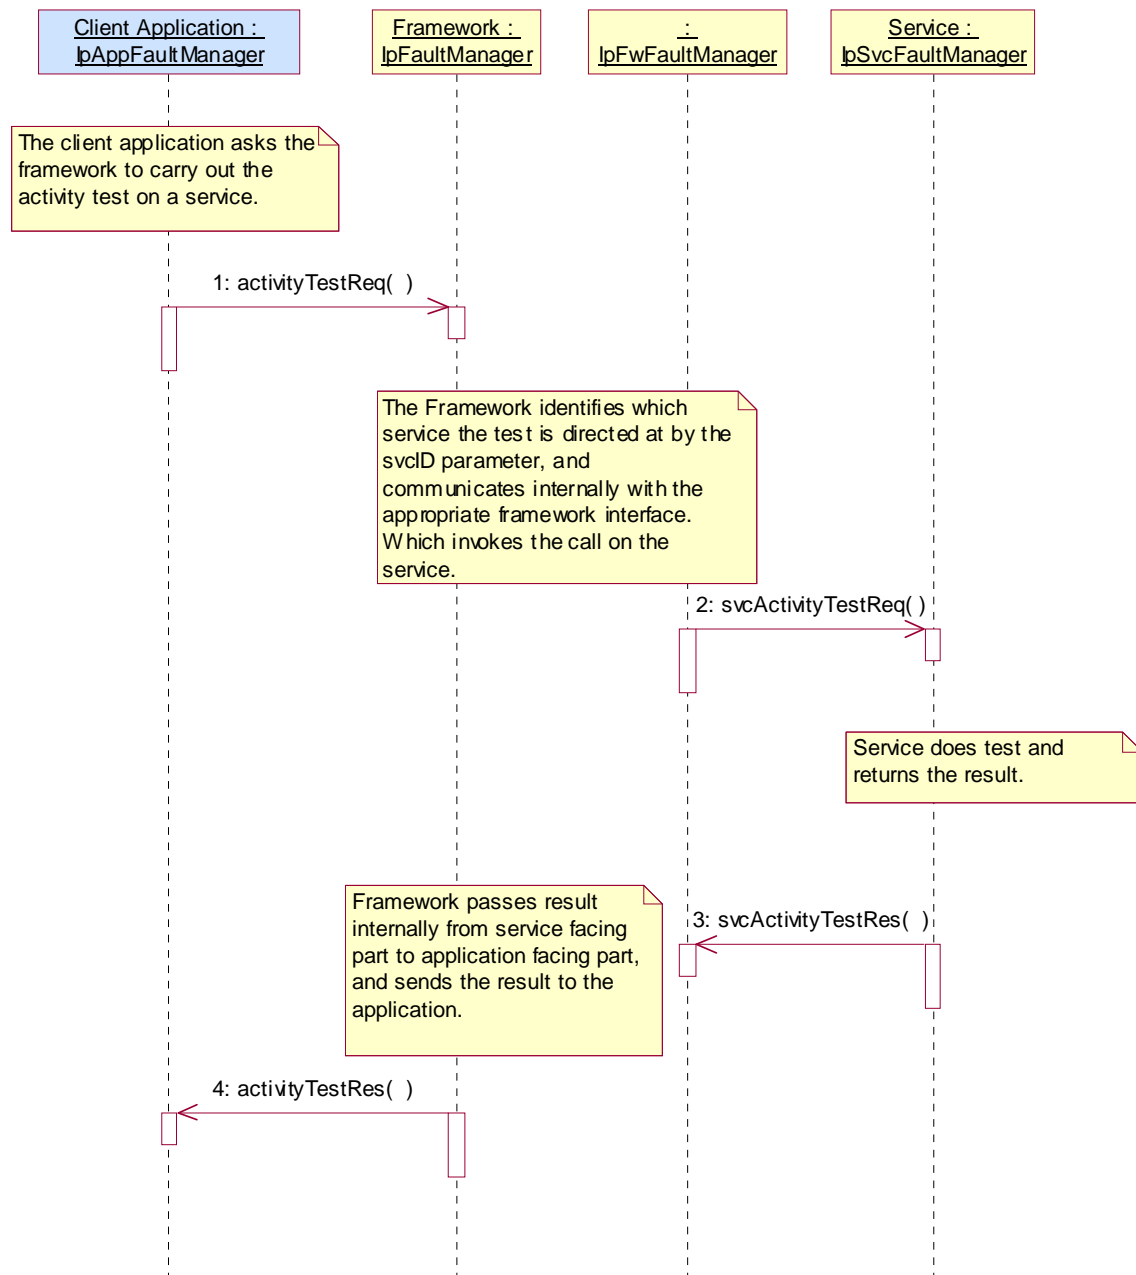 Client Application :
IpAppFaultManager
Framework :
IpFaultManager
:
IpFwFaultManager
Service :
IpSvcFaultManager
The client application asks the
framework to carry out the
activity test on a service.
1: activityTestReq( )
The Framework identifies which
service the test is directed at by the
svcID parameter, and
communicates internally with the
appropriate framework interface.
Which invokes the call on the
service.
2: svcActivityTestReq( )
Service does test and
returns the result.
Framework passes result
internally from service facing
part to application facing part,
and sends the result to the
application.
3: svcActivityTestRes( )
4: activityTestRes( )